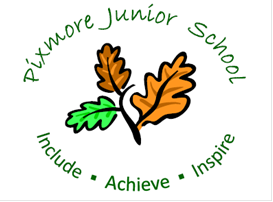 Pixmore Junior School
Include ▪ Achieve ▪ Inspire